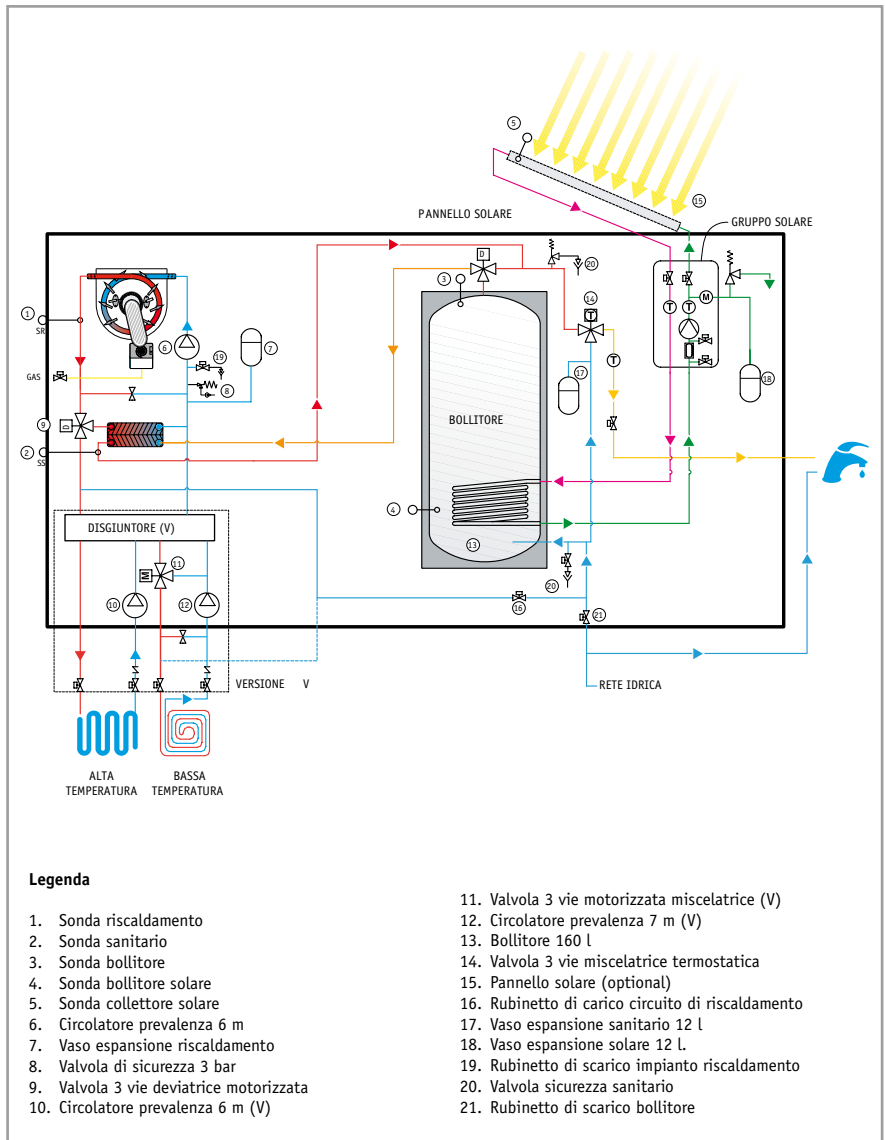 5
15
PANNELLO SOLARE
GRUPPO SOLARE
D
3
20
14
T
1
SR
6
19
7
8
GAS
T
T
M
T
17
18
9
D
2
SS
BOLLITORE
4
13
DISGIUNTORE (V)
11
M
10
12
20
16
21
VERSIONE V
RETE IDRICA
ALTA
TEMPERATURA
BASSA
TEMPERATURA
Legenda
1. Sonda riscaldamento
2. Sonda sanitario
3. Sonda bollitore
4. Sonda bollitore solare
5. Sonda collettore solare
6. Circolatore prevalenza 6 m
7. Vaso espansione riscaldamento
8. Valvola di sicurezza 3 bar
9. Valvola 3 vie deviatrice motorizzata
10. Circolatore prevalenza 6 m (V)
11. Valvola 3 vie motorizzata miscelatrice (V)
12. Circolatore prevalenza 7 m (V)
13. Bollitore 160 l
14. Valvola 3 vie miscelatrice termostatica
15. Pannello solare (optional)
16. Rubinetto di carico circuito di riscaldamento
17. Vaso espansione sanitario 12 l
18. Vaso espansione solare 12 l.
19. Rubinetto di scarico impianto riscaldamento
20. Valvola sicurezza sanitario
21. Rubinetto di scarico bollitore